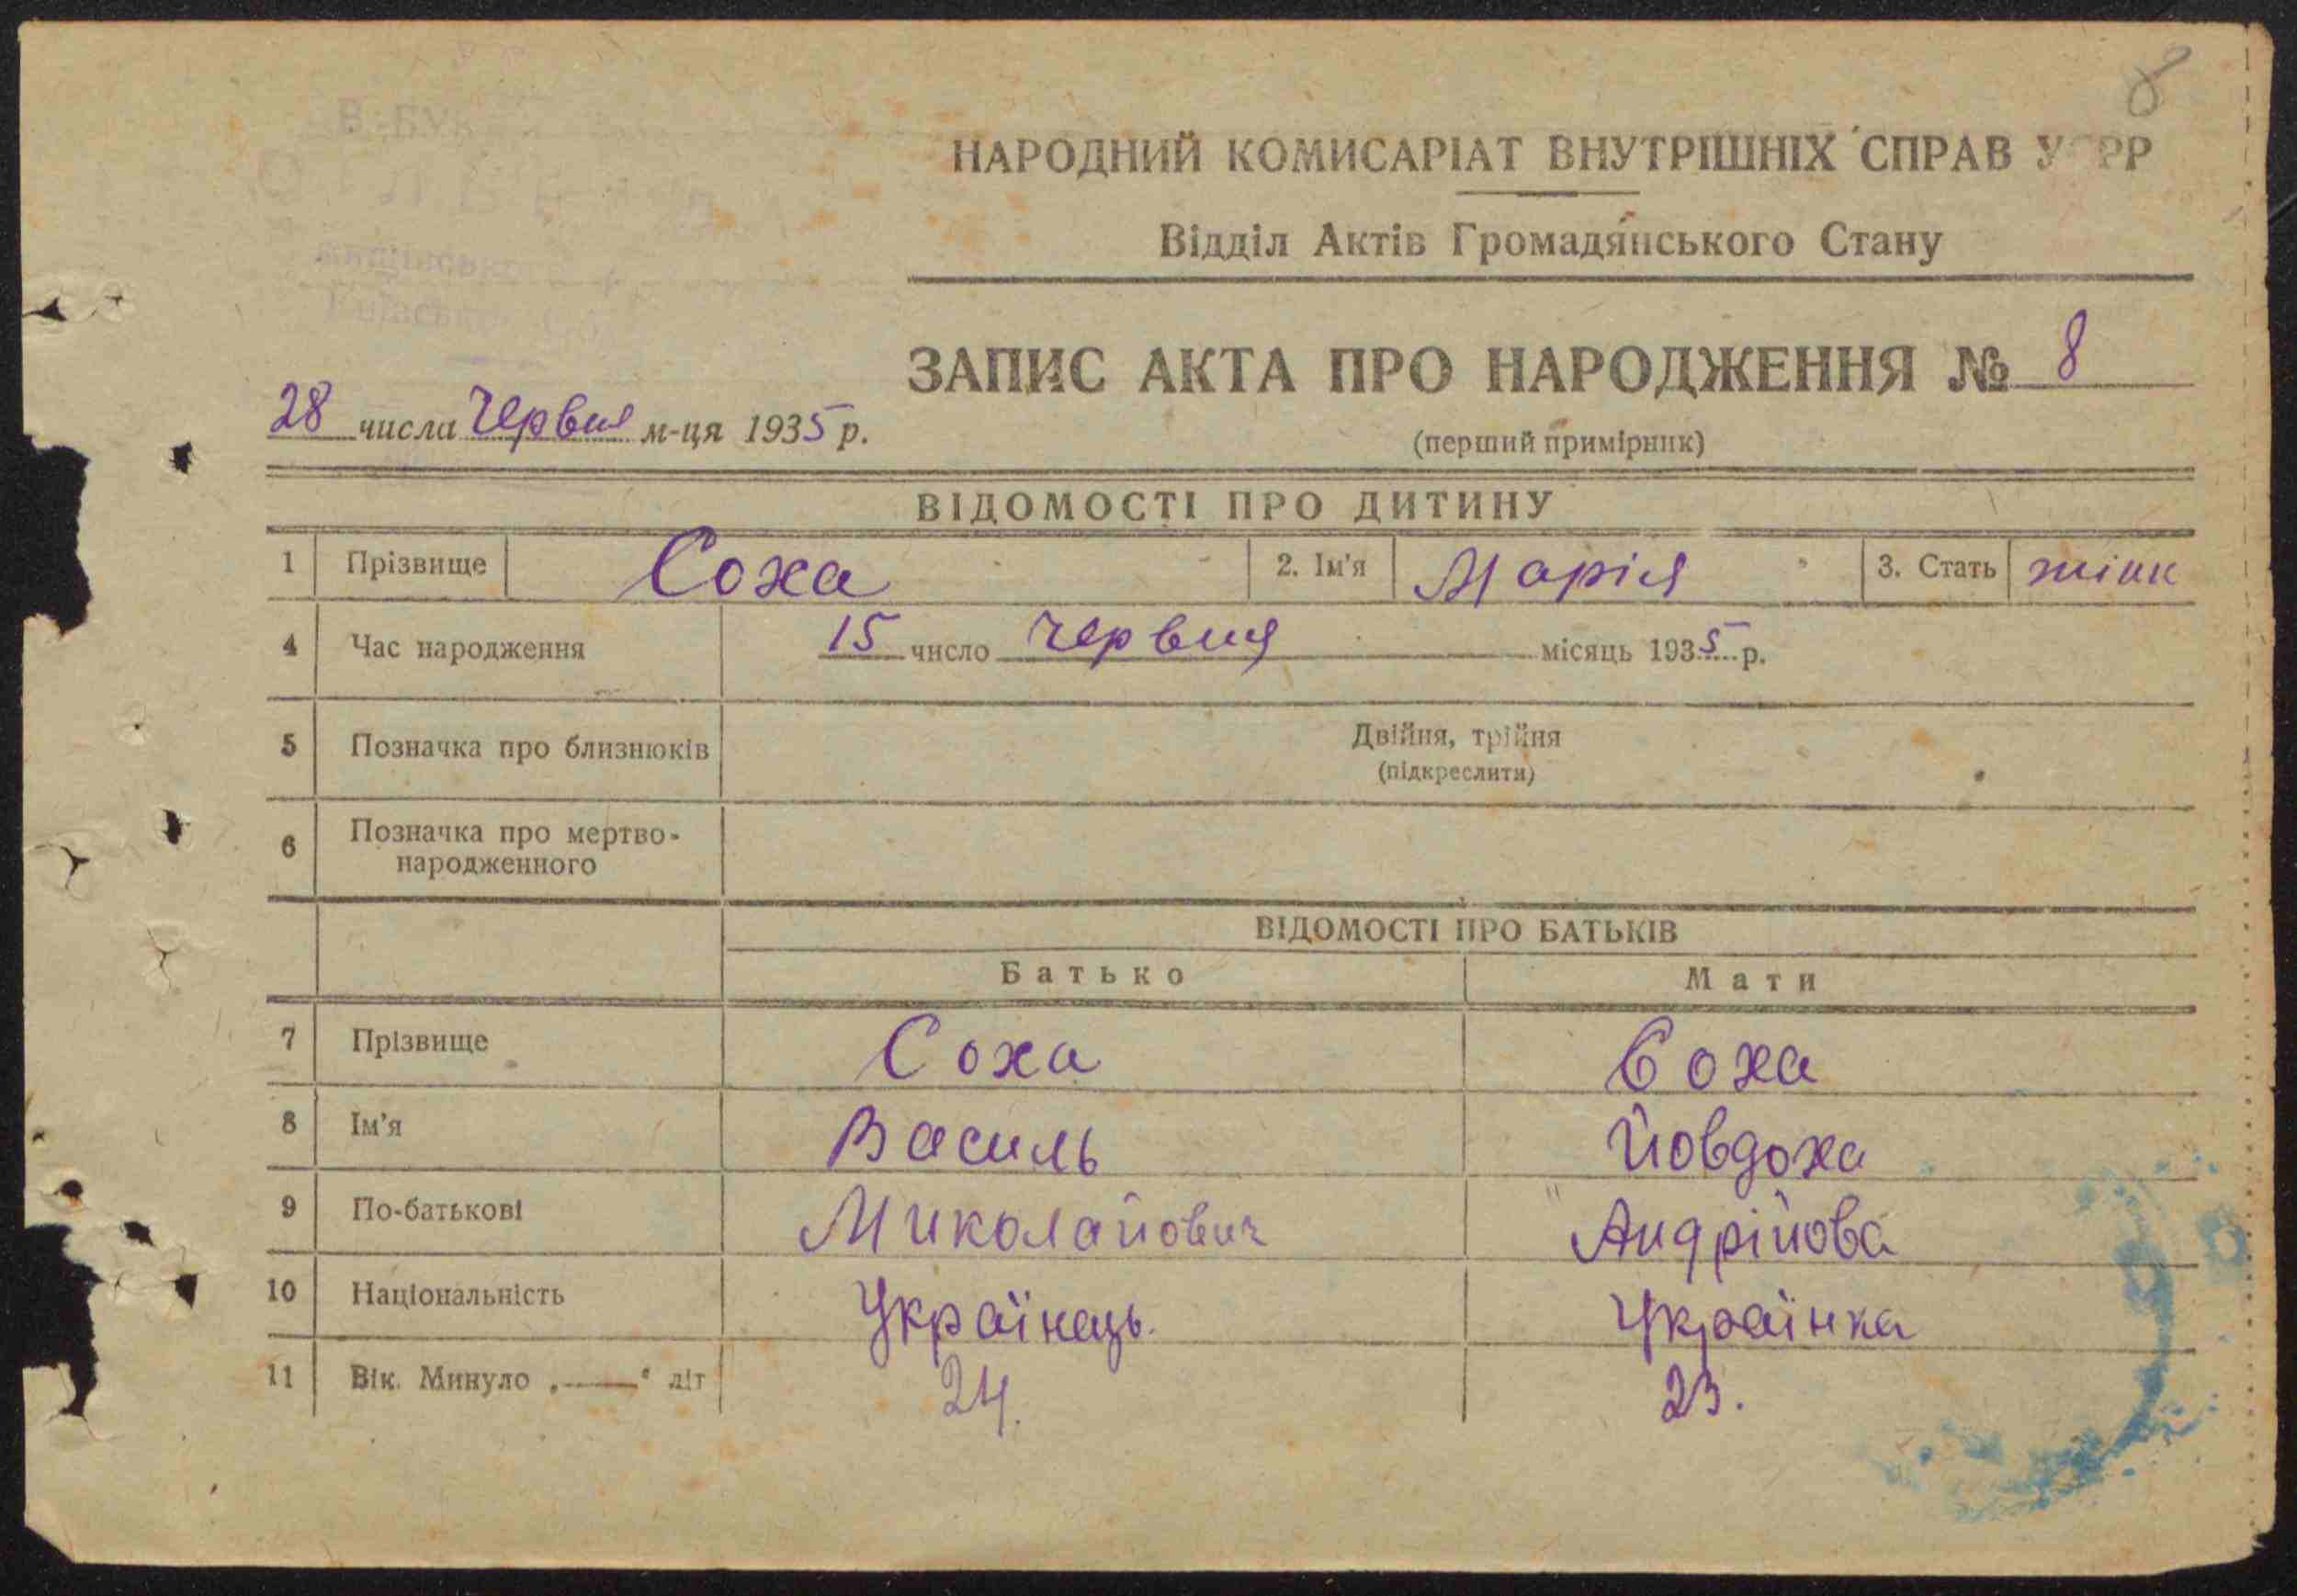 8
НАРОДНИЙ КОМИСАРІАТ ВНУТРІШНІХ СПРАВ
Відділ Актів Громадянського Стану
ЗАПИС АКТА ПРО НАРОДЖЕННЯ № 8
28 числа Червня м-ця 1935 р.
(перший примірник)
ВІДОМОСТІ ПРО ДИТИНУ
1 Прізвище Соха 2. Ім'я Марія 3. Стать жінк
4 Час народження 15 число червня місяць 1935 р.
5 Позначка про близнюків Двійня, трійня
(підкреслити)
6 Позначка про мертво-
народженного
ВІДОМОСТІ ПРО БАТЬКІВ
Батько Мати
7 Прізвище Соха Соха
8 Ім'я Василь Йовдоха
9 По-батькові Миколайович Андрійова
10 Національність Українець. Українка
11 Вік. Минуло „——“ літ 24. 23.